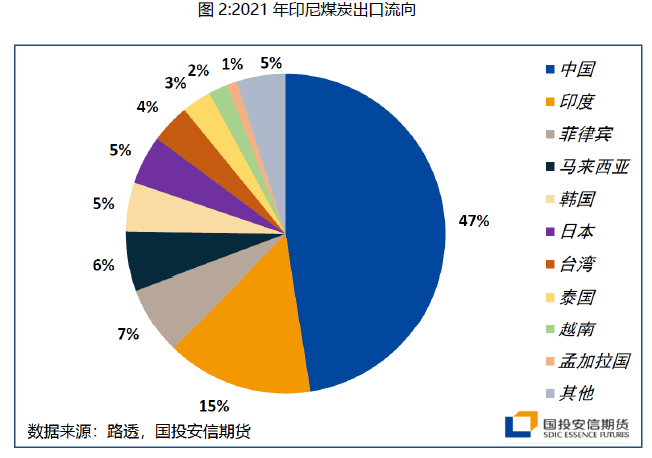 图 2:2021 年印尼煤炭出口流向
5%
1%
2%
3%
4%
5%
5%
6%
7%
15%
47%
中国
印度
菲律宾
马来西亚
韩国
日本
台湾
泰国
越南
孟加拉国
其他
数据来源：路透，国投安信期货
国投安信期货
SDIC ESSENCE FUTURES